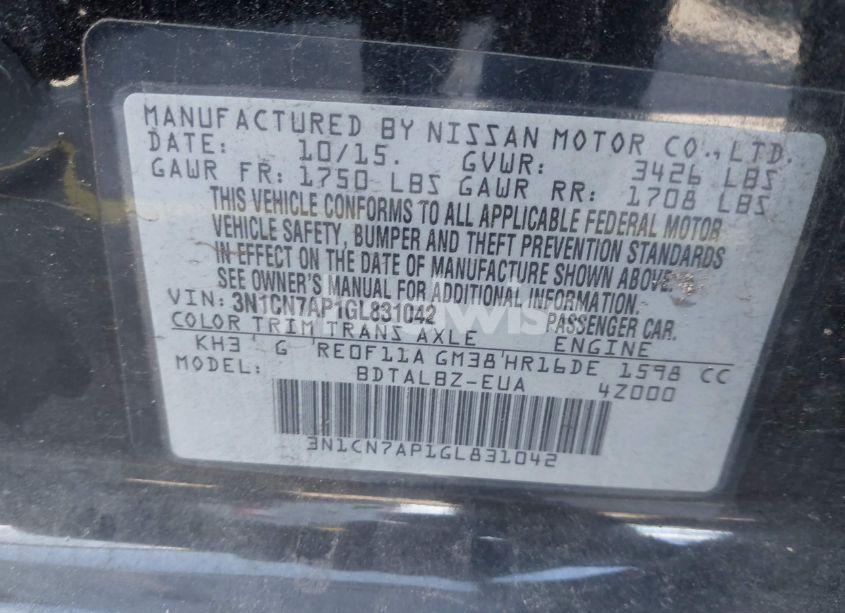 MANUFACTURED BY NISSAN MOTOR CO., LTD.
DATE: 10/15. GVWR: 3426 LBS
GAWR FR: 1750 LBS GAWR RR: 1708 LBS
THIS VEHICLE CONFORMS TO ALL APPLICABLE FEDERAL MOTOR
VEHICLE SAFETY, BUMPER AND THEFT PREVENTION STANDARDS
IN EFFECT ON THE DATE OF MANUFACTURE SHOWN ABOVE.
SEE OWNER'S MANUAL FOR ADDITIONAL INFORMATION.
VIN: 3N1CN7AP1GL831042 PASSENGER CAR.
COLOR TRIM TRANS AXLE ENGINE
KH3 G RE0F11A GM38 HR16DE 1598 CC
MODEL: BDTALBZ-EUA 4Z000
3N1CN7AP1GL831042